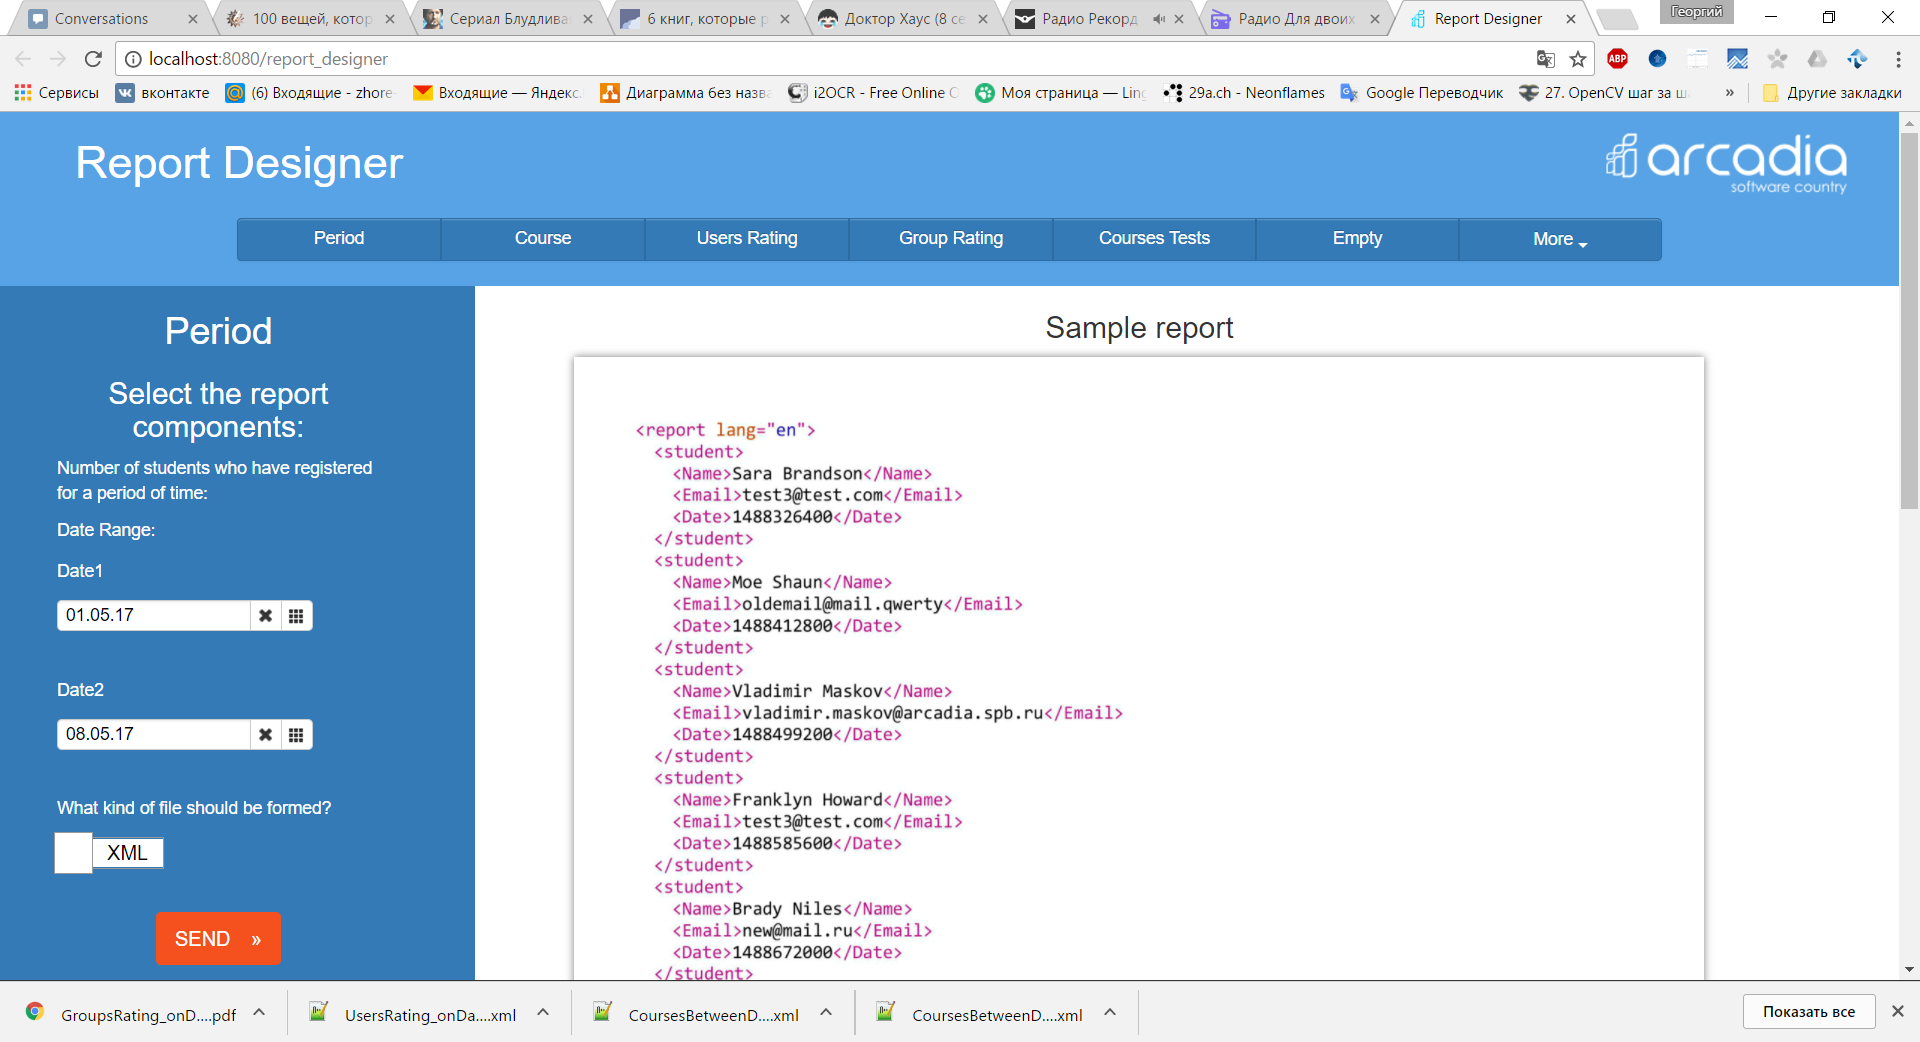 Conversations
100 вещей, котор
Сериал Блудлива
6 книг, которые р
Доктор Хаус (8 се
Радио Рекорд
Радио Для двоих
Report Designer
Георгий
localhost:8080/report_designer
ABP
Сервисы
вконтакте
(6) Входящие - zhore
Входящие — Яндекс.
Диаграмма без назва
i2OCR - Free Online O
Моя страница — Ling
29a.ch - Neonflames
Google Переводчик
27. OpenCV шаг за ш
»
Другие закладки
Report Designer
arcadia
software country
Period
Course
Users Rating
Group Rating
Courses Tests
Empty
More
Period
Select the report
components:
Number of students who have registered
for a period of time:
Date Range:
Date1
01.05.17
Date2
08.05.17
What kind of file should be formed?
XML
SEND »
Sample report
<report lang="en">
<student>
<Name>Sara Brandson</Name>
<Email>test3@test.com</Email>
<Date>1488326400</Date>
</student>
<student>
<Name>Moe Shaun</Name>
<Email>oldemail@mail.qwerty</Email>
<Date>1488412800</Date>
</student>
<student>
<Name>Vladimir Maskov</Name>
<Email>vladimir.maskov@arcadia.spb.ru</Email>
<Date>1488499200</Date>
</student>
<student>
<Name>Franklyn Howard</Name>
<Email>test3@test.com</Email>
<Date>1488585600</Date>
</student>
<student>
<Name>Brady Niles</Name>
<Email>new@mail.ru</Email>
<Date>1488672000</Date>
</student>
GroupsRating_onD....pdf
UsersRating_onDa....xml
CoursesBetweenD....xml
CoursesBetweenD....xml
Показать все